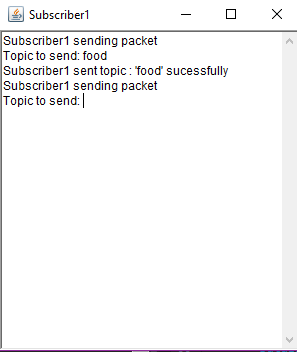 Subscriber1
Subscriber1 sending packet
Topic to send: food
Subscriber1 sent topic : 'food' sucessfully
Subscriber1 sending packet
Topic to send: